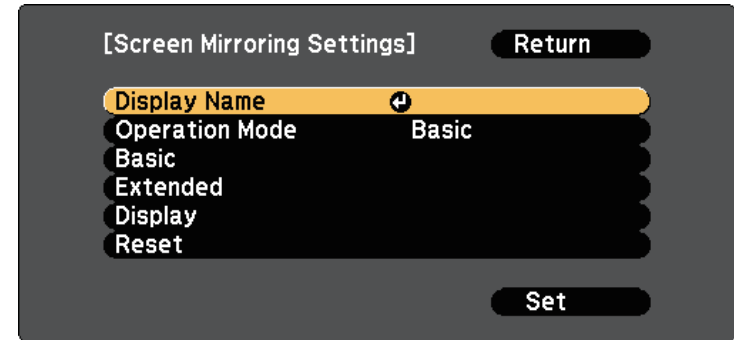 [Screen Mirroring Settings] Return
Display Name
Operation Mode Basic
Basic
Extended
Display
Reset
Set